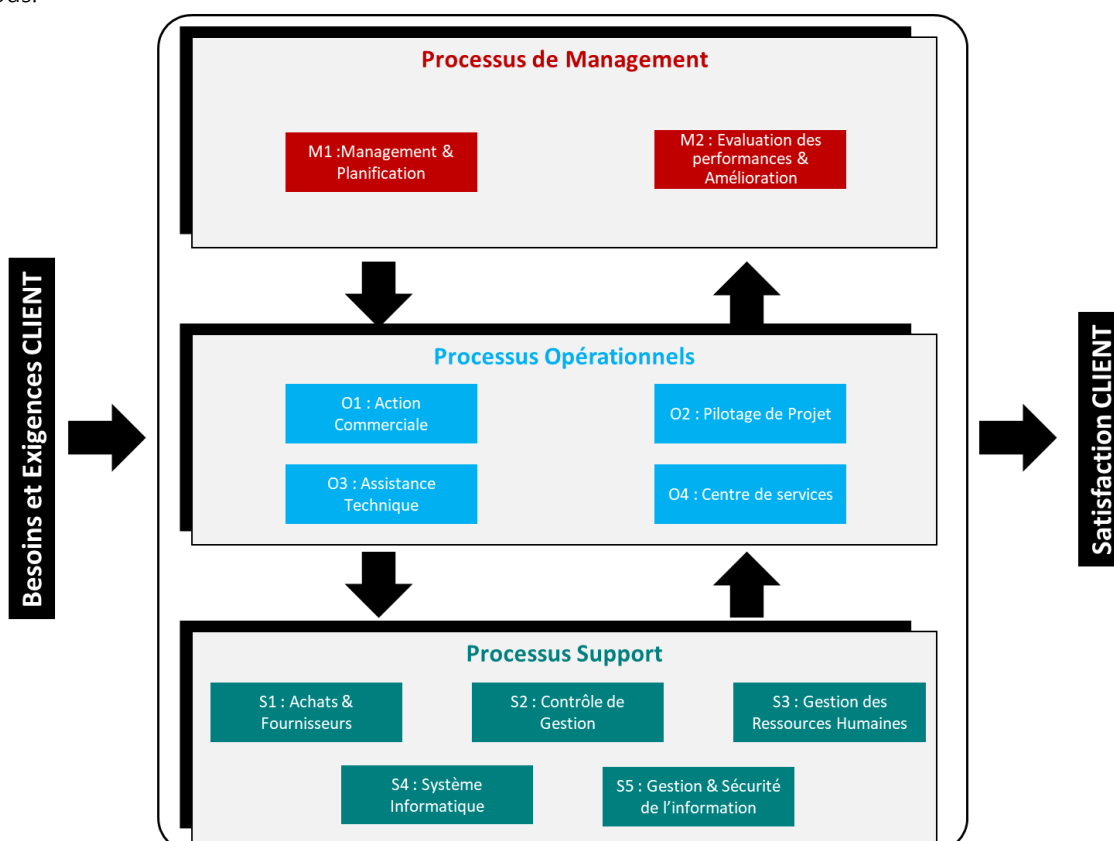 Processus de Management
M1 :Management &
Planification
M2 : Evaluation des
performances &
Amélioration
Besoins et Exigences CLIENT
Processus Opérationnels
O1 : Action
Commerciale
O2 : Pilotage de Projet
O3 : Assistance
Technique
O4 : Centre de services
Satisfaction CLIENT
Processus Support
S1 : Achats &
Fournisseurs
S2 : Contrôle de
Gestion
S3 : Gestion des
Ressources Humaines
S4 : Système
Informatique
S5 : Gestion & Sécurité
de l’information